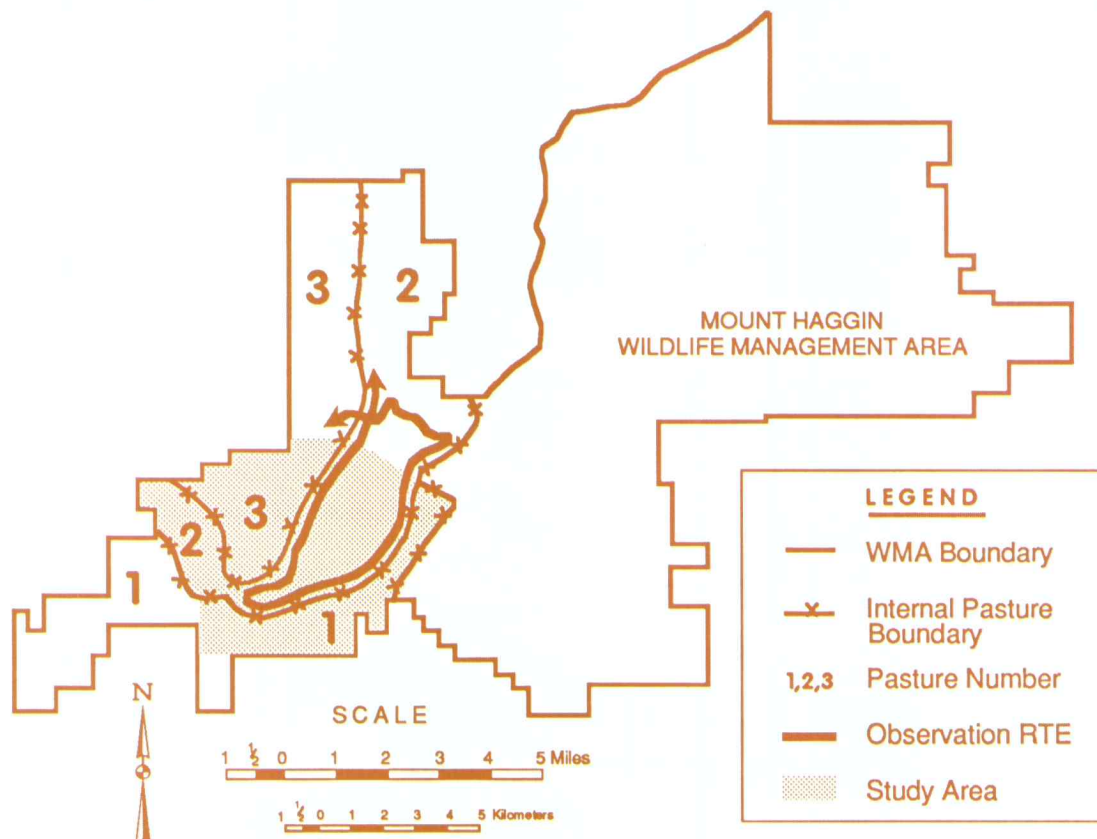 3
2
MOUNT HAGGIN
WILDLIFE MANAGEMENT AREA
3
2
1
1
LEGEND
WMA Boundary
Internal Pasture
Boundary
1,2,3 Pasture Number
Observation RTE
Study Area
N
SCALE
1 ½ 0 1 2 3 4 5 Miles
1 ½ 0 1 2 3 4 5 Kilometers